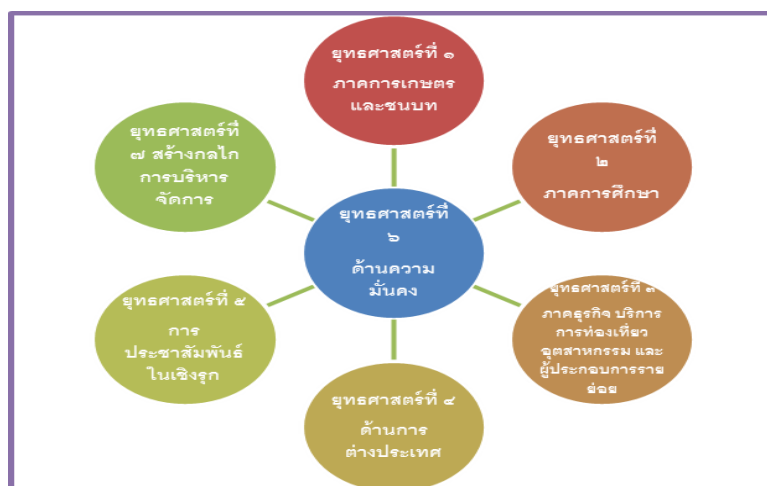 ยุทธศาสตร์ที่ ๑
ภาคการเกษตร
และชนบท
ยุทธศาสตร์ที่
๒
ภาคการศึกษา
ยุทธศาสตร์ที่ ๓
ภาคธุรกิจ บริการ
การท่องเที่ยว
อุตสาหกรรม และ
ผู้ประกอบการราย
ย่อย
ยุทธศาสตร์ที่ ๔
ด้านการ
ต่างประเทศ
ยุทธศาสตร์ที่ ๕
การ
ประชาสัมพันธ์
ในเชิงรุก
ยุทธศาสตร์ที่
๖
ด้านความ
มั่นคง
ยุทธศาสตร์ที่
๗ สร้างกลไก
การบริหาร
จัดการ